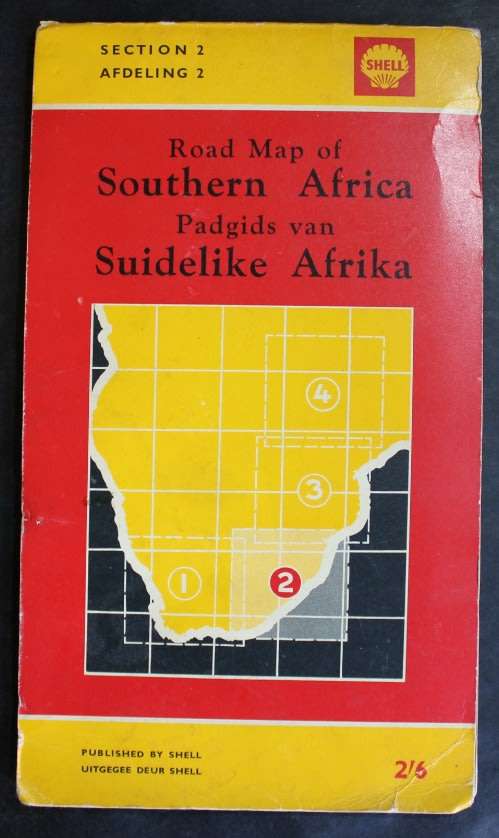 SECTION 2
AFDELING 2
SHELL
Road Map of
Southern Africa
Padgids van
Suidelike Afrika
4
3
1
2
PUBLISHED BY SHELL
UITGEGEE DEUR SHELL
2/6